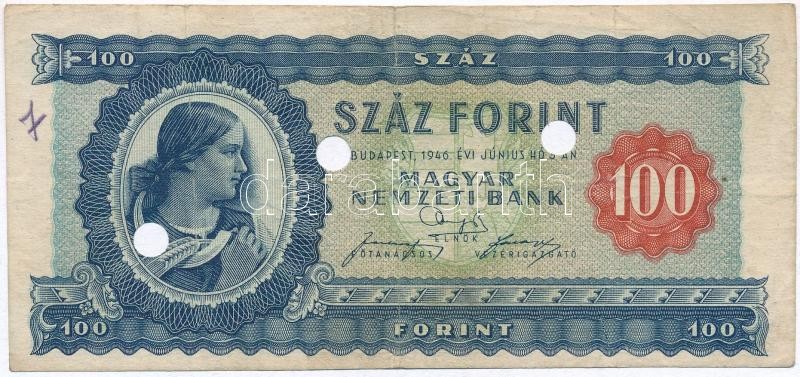 100 SZÁZ 100
7
SZÁZ FORINT
BUDAPEST, 1946. ÉVI JÚNIUS HÓ 3-ÁN
MAGYAR
NEMZETI BANK
100
ELNÖK
FŐTANÁCSOS VEZÉRIGAZGATÓ
100 FORINT 100